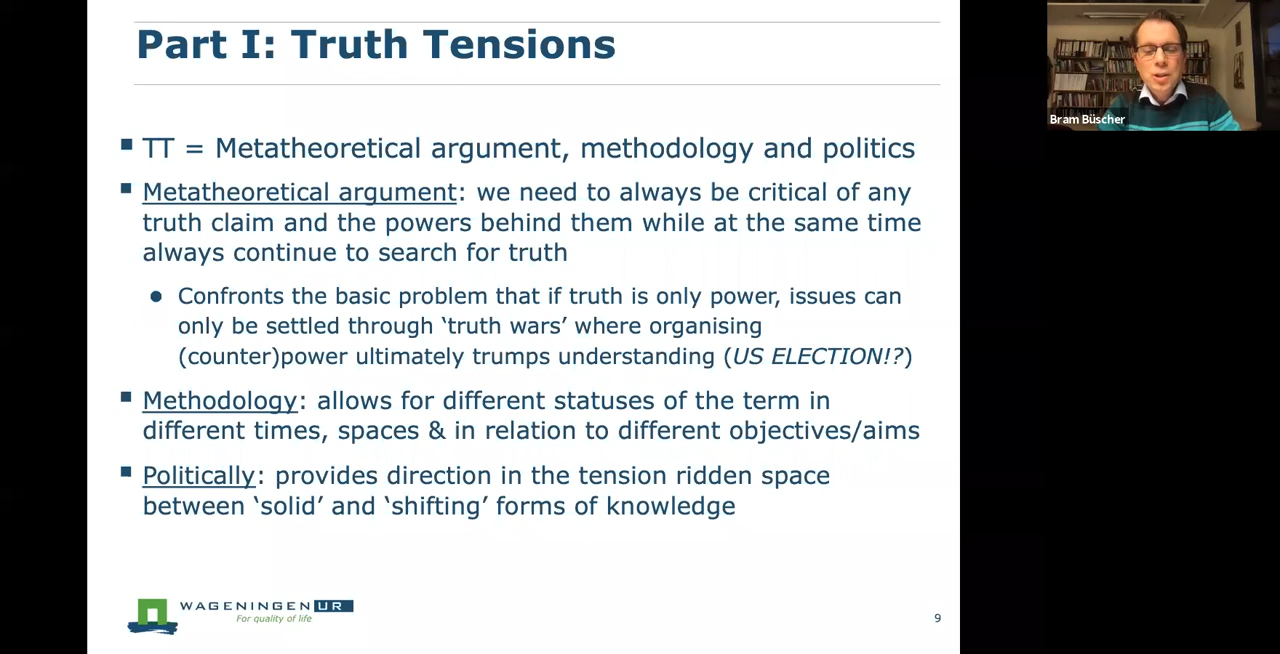 Part I: Truth Tensions
Bram Büscher
TT = Metatheoretical argument, methodology and politics
Metatheoretical argument: we need to always be critical of any
truth claim and the powers behind them while at the same time
always continue to search for truth
Confronts the basic problem that if truth is only power, issues can
only be settled through ‘truth wars’ where organising
(counter)power ultimately trumps understanding (US ELECTION!?)
Methodology: allows for different statuses of the term in
different times, spaces & in relation to different objectives/aims
Politically: provides direction in the tension ridden space
between ‘solid’ and ‘shifting’ forms of knowledge
WAGENINGEN UR
For quality of life
9